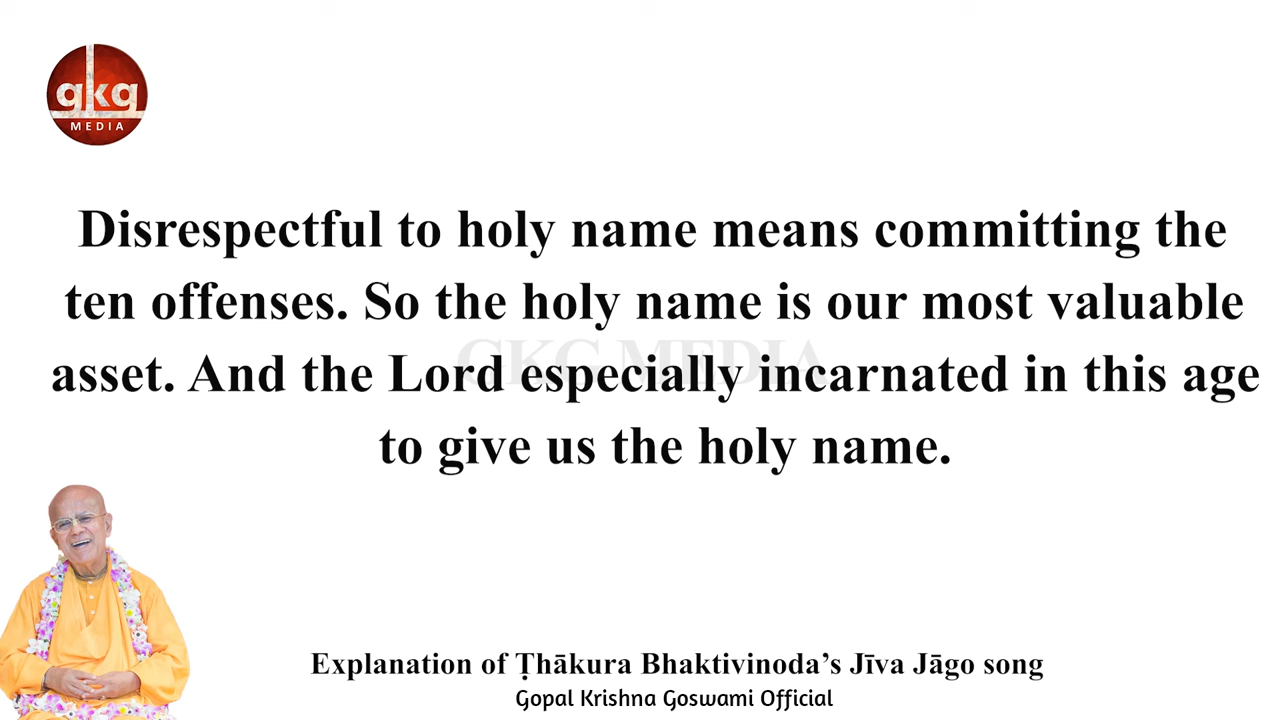 gkg
MEDIA
Disrespectful to holy name means committing the
ten offenses. So the holy name is our most valuable
asset. And the Lord especially incarnated in this age
GKG MEDIA
to give us the holy name.
Explanation of Ṭhākura Bhaktivinoda’s Jīva Jāgo song
Gopal Krishna Goswami Official